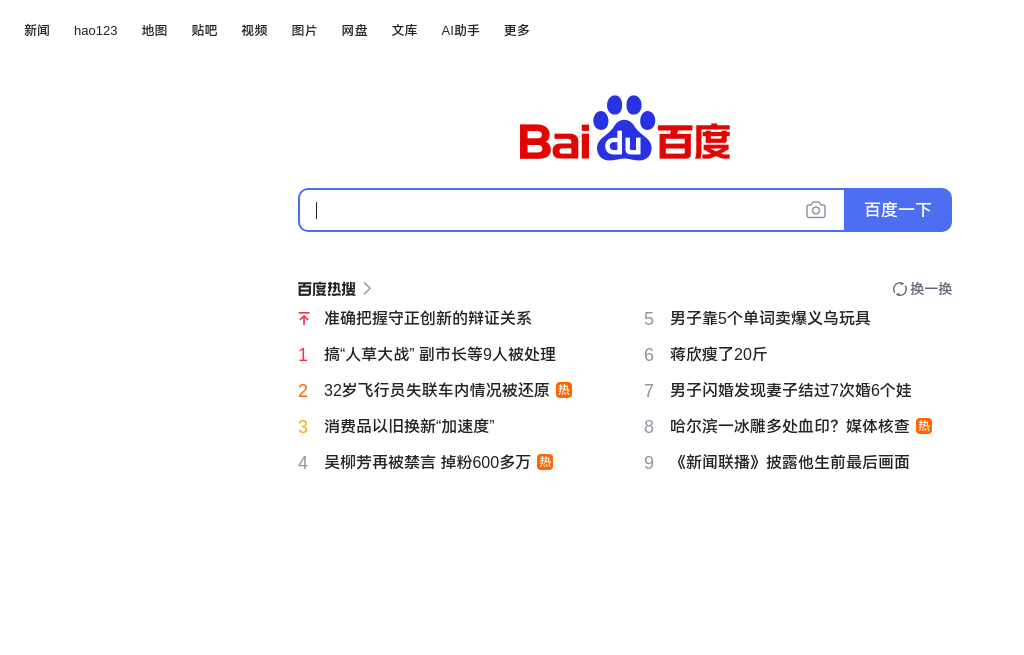 新闻 hao123 地图 贴吧 视频 图片 网盘 文库 AI助手 更多
Bai du 百度
百度一下
百度热搜 换一换
准确把握守正创新的辩证关系
1 搞“人草大战” 副市长等9人被处理
2 32岁飞行员失联车内情况被还原 热
3 消费品以旧换新“加速度”
4 吴柳芳再被禁言 掉粉600多万 热
5 男子靠5个单词卖爆义乌玩具
6 蒋欣瘦了20斤
7 男子闪婚发现妻子结过7次婚6个娃
8 哈尔滨一冰雕多处血印？媒体核查 热
9 《新闻联播》披露他生前最后画面